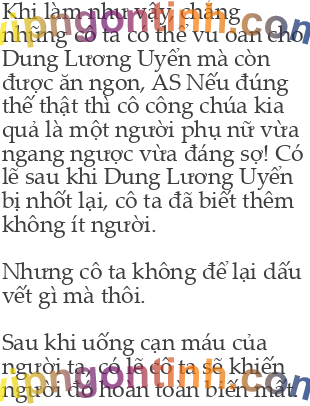 Khi làm như vậy, chẳng
những cô ta có thể vu oan cho
Dung Lương Uyển mà còn
được ăn ngon, AS Nếu đúng
thế thật thì cô công chúa kia
quả là một người phụ nữ vừa
ngang ngược vừa đáng sợ! Có
lẽ sau khi Dung Lương Uyển
bị nhốt lại, cô ta đã biết thêm
không ít người.
Nhưng cô ta không để lại dấu
vết gì mà thôi.
Sau khi uống cạn máu của
người ta, có lẽ cô ta sẽ khiến
người đó hoàn toàn biến mất.
vipngontinh.com
vipngontinh.com